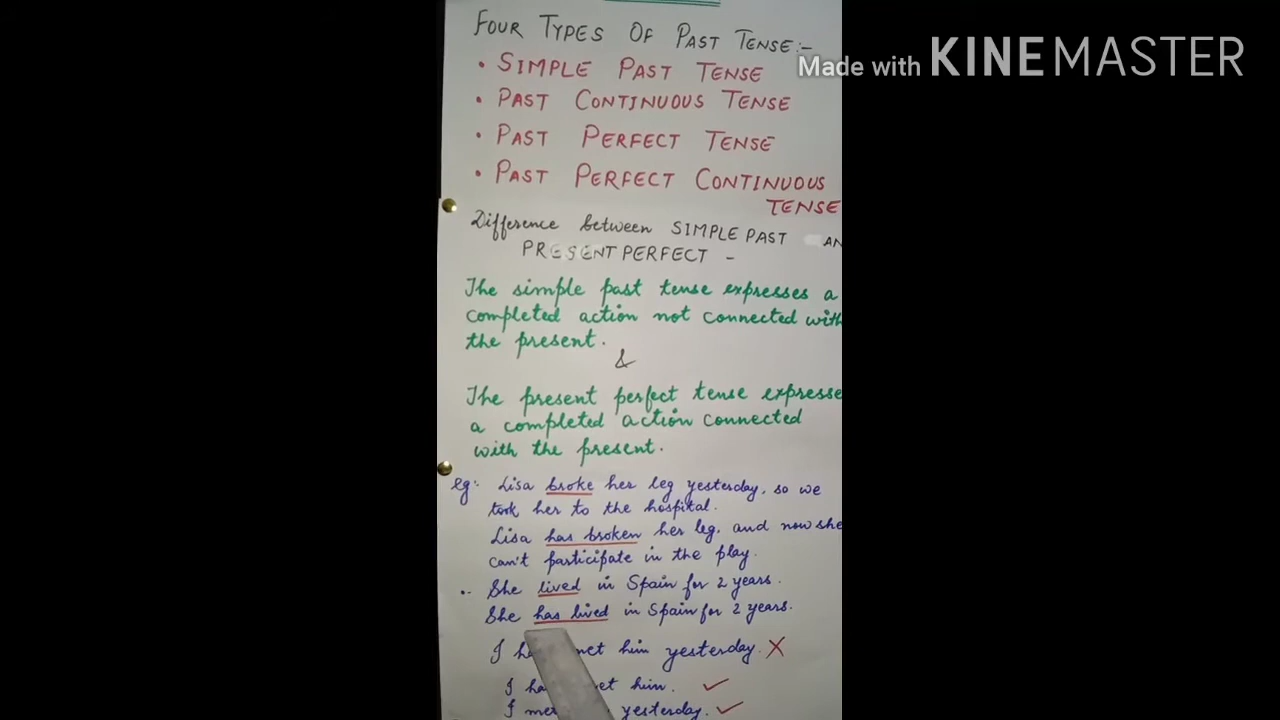 FOUR TYPES OF PAST TENSE:-
Made with KINEMASTER
• SIMPLE PAST TENSE
• PAST CONTINUOUS TENSE
• PAST PERFECT TENSE
• PAST PERFECT CONTINUOUS
TENSE
Difference between SIMPLE PAST AN
PRESENT PERFECT -
The simple past tense expresses a
completed action not connected with
the present.
&
The present perfect tense expresse
a completed action connected
with the present.
eg:- Lisa broke her leg yesterday, so we
took her to the hospital.
Lisa has broken her leg, and now she
can't participate in the play.
•. She lived in Spain for 2 years.
She has lived in Spain for 2 years.
I him yesterday. X
I him. ✓
I yesterday. ✓